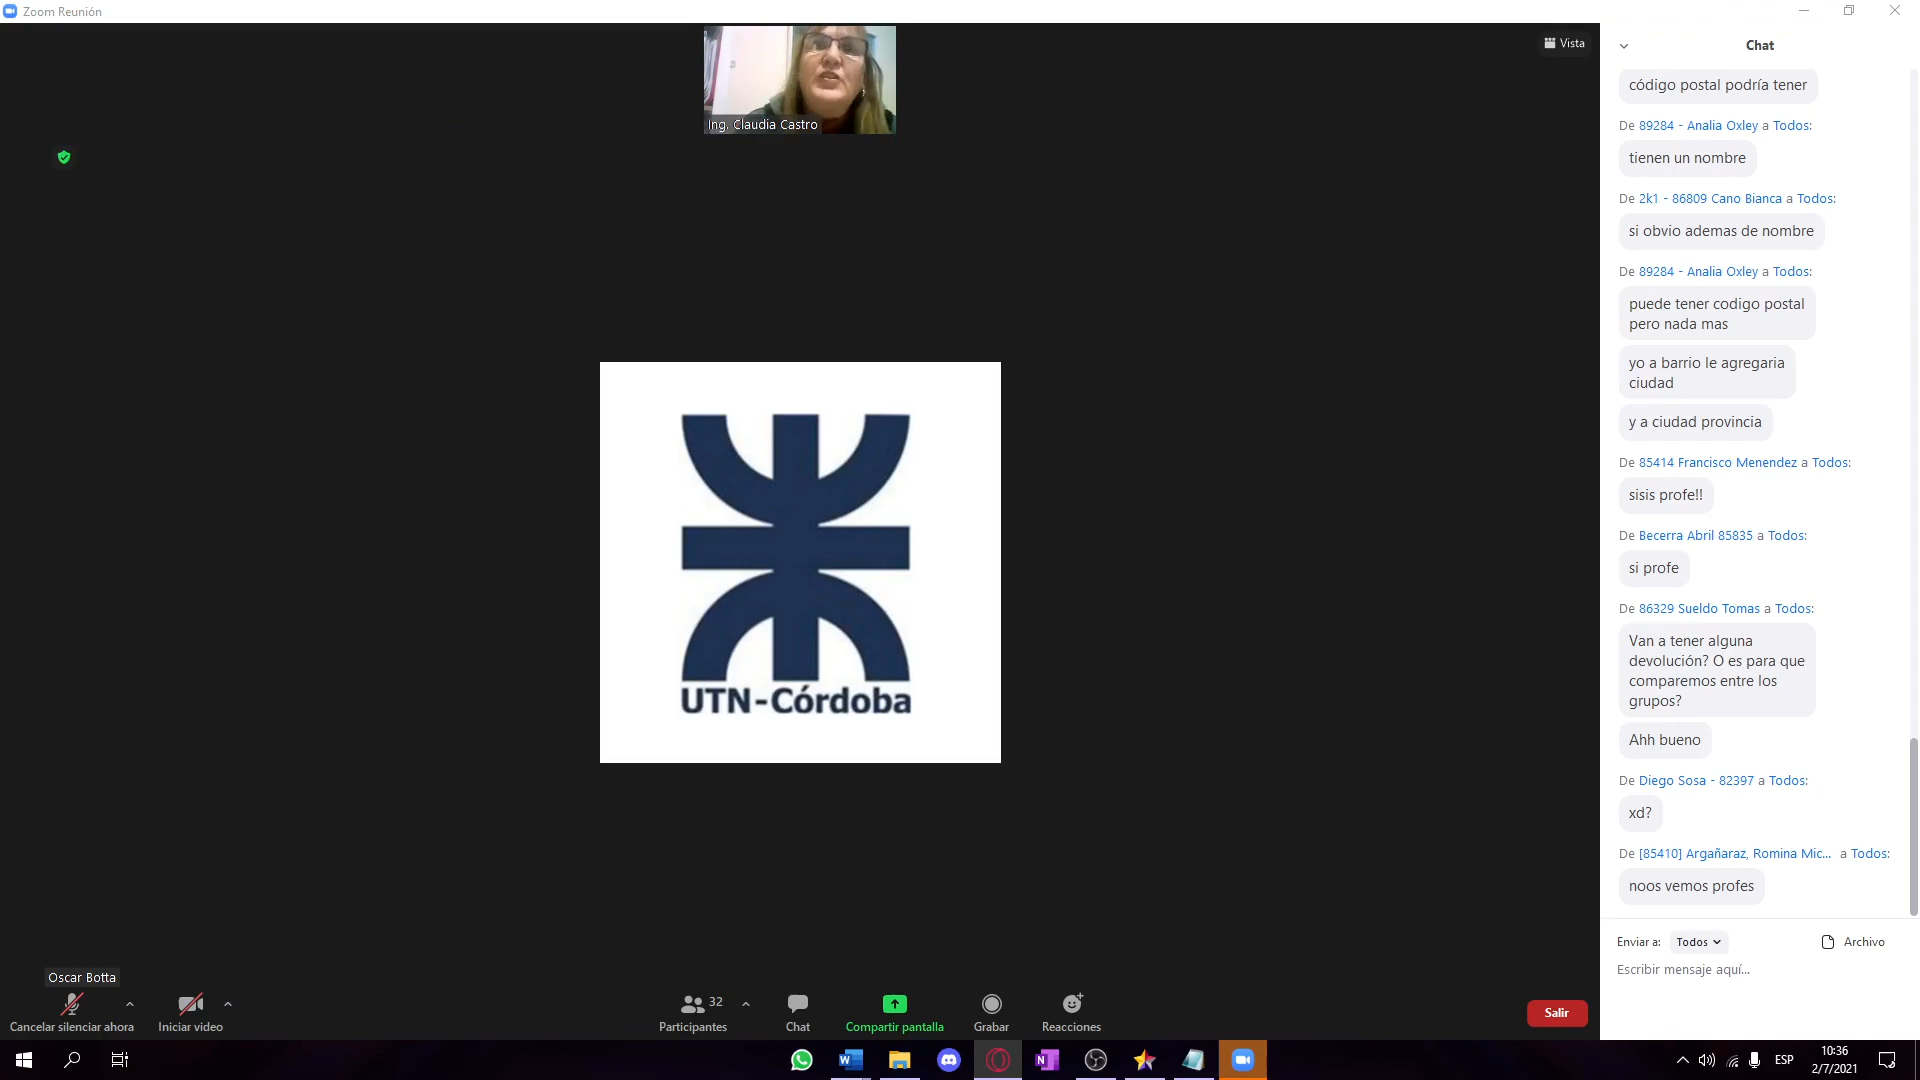 Zoom Reunión
Ing. Claudia Castro
Vista
UTN-Córdoba
Oscar Botta
Cancelar silenciar ahora
Iniciar video
32
Participantes
Chat
Compartir pantalla
Grabar
Reacciones
Salir
Chat
código postal podría tener
De 89284 - Analia Oxley a Todos:
tienen un nombre
De 2k1 - 86809 Cano Bianca a Todos:
si obvio ademas de nombre
De 89284 - Analia Oxley a Todos:
puede tener codigo postal
pero nada mas
yo a barrio le agregaria
ciudad
y a ciudad provincia
De 85414 Francisco Menendez a Todos:
sisis profe!!
De Becerra Abril 85835 a Todos:
si profe
De 86329 Sueldo Tomas a Todos:
Van a tener alguna
devolución? O es para que
comparemos entre los
grupos?
Ahh bueno
De Diego Sosa - 82397 a Todos:
xd?
De [85410] Argañaraz, Romina Mic... a Todos:
noos vemos profes
Enviar a: Todos
Archivo
Escribir mensaje aquí...
ESP
10:36
2/7/2021